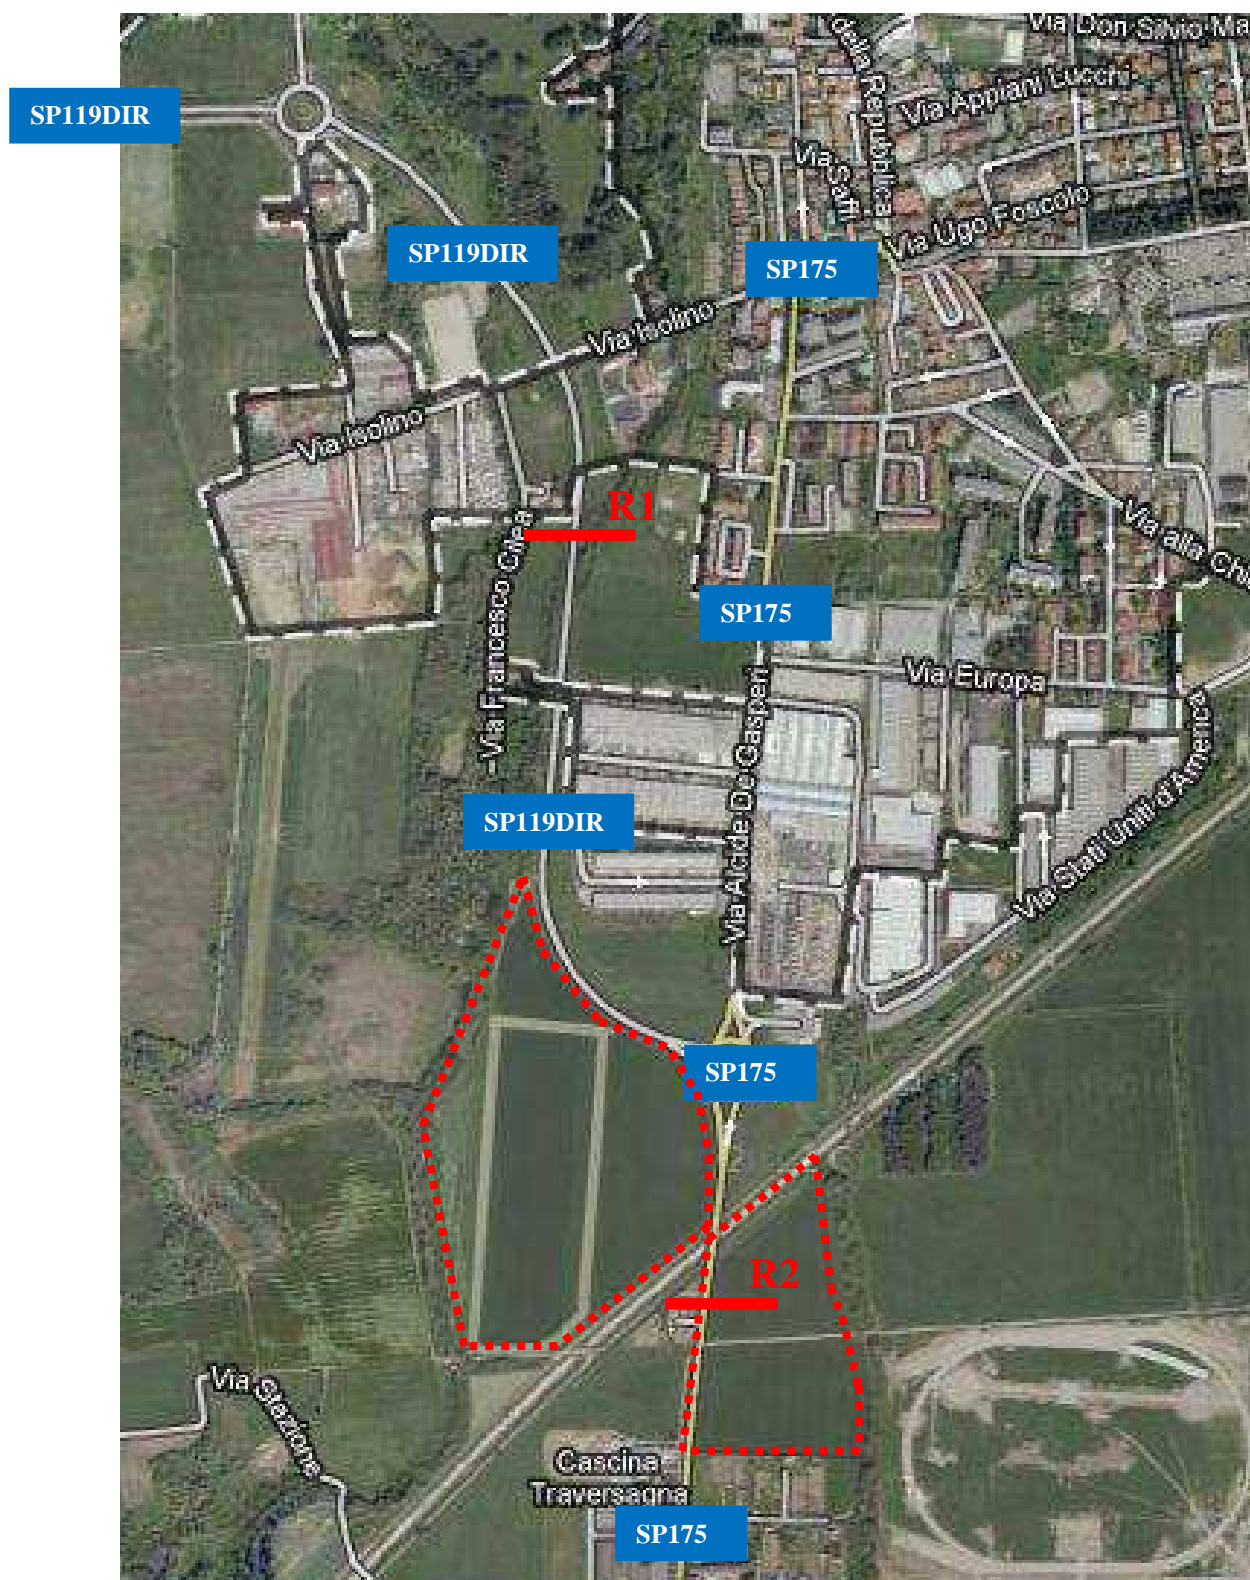 Via Don Silvio Ma
della Repubblica
Via Appiani Lucchi
SP119DIR
Via Saffi
Via Ugo Foscolo
SP119DIR
SP175
Via Isolino
Via Isolino
R1
Via alla Chi
Via Francesco Cilea
SP175
Via Europa
Via Alcide De Gasperi
Via Stati Uniti d'America
SP119DIR
SP175
R2
Via Stazione
Cascina
Traversagna
SP175